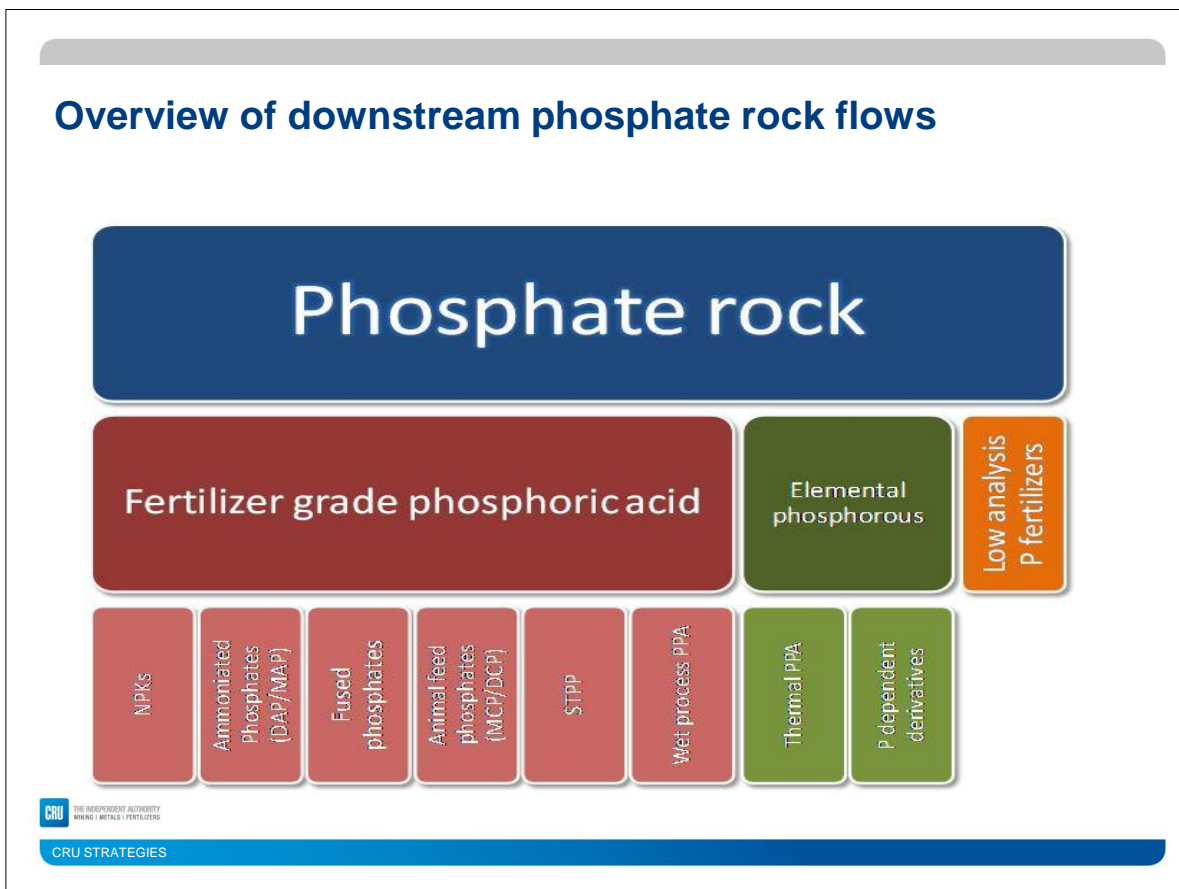 Overview of downstream phosphate rock flows
Phosphate rock
Fertilizer grade phosphoric acid
Elemental
phosphorous
Low analysis
P fertilizers
NPKs
Ammoniated
Phosphates
(DAP/MAP)
Fused
phosphates
Animal feed
phosphates
(MCP/DCP)
STPP
Wet process PPA
Thermal PPA
P dependent
derivatives
CRU
THE INDEPENDENT AUTHORITY
MINING | METALS | FERTILIZERS
CRU STRATEGIES